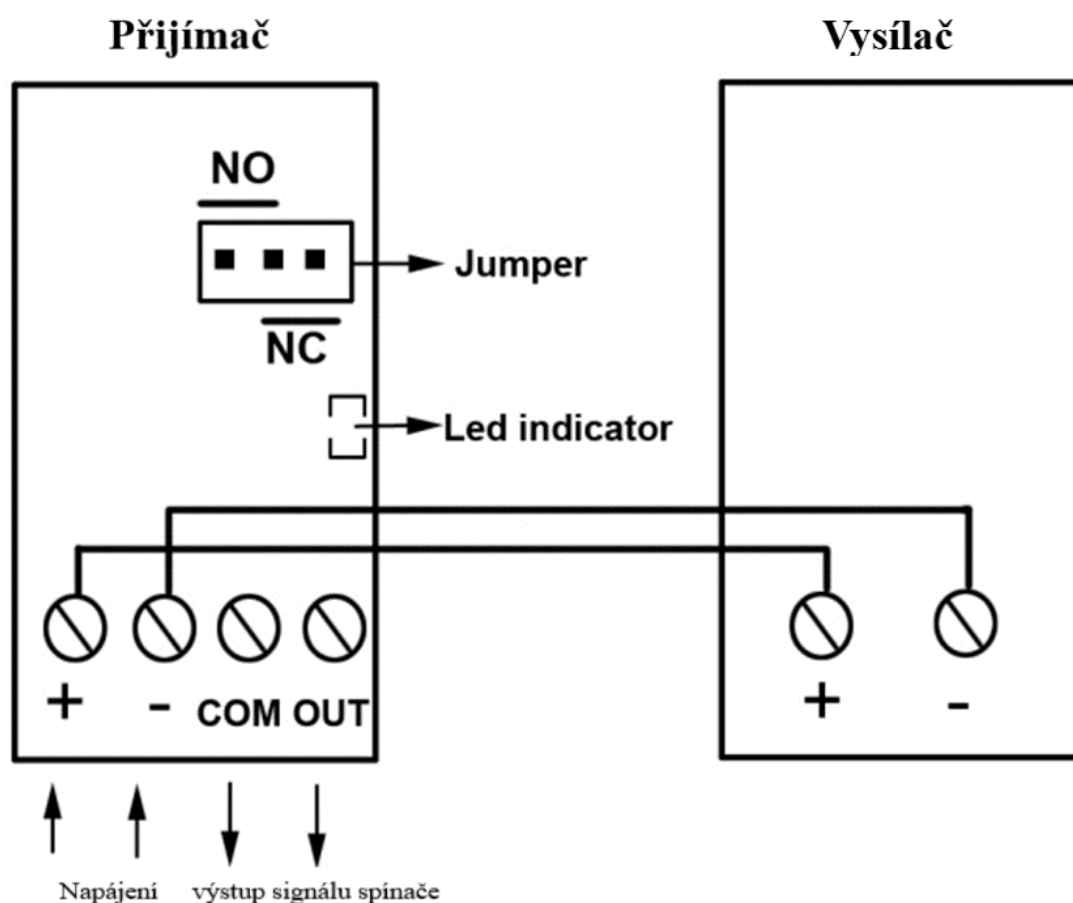 Přijímač
Vysílač
NO
Jumper
NC
Led indicator
+ - COM OUT
+ -
Napájení
výstup signálu spínače